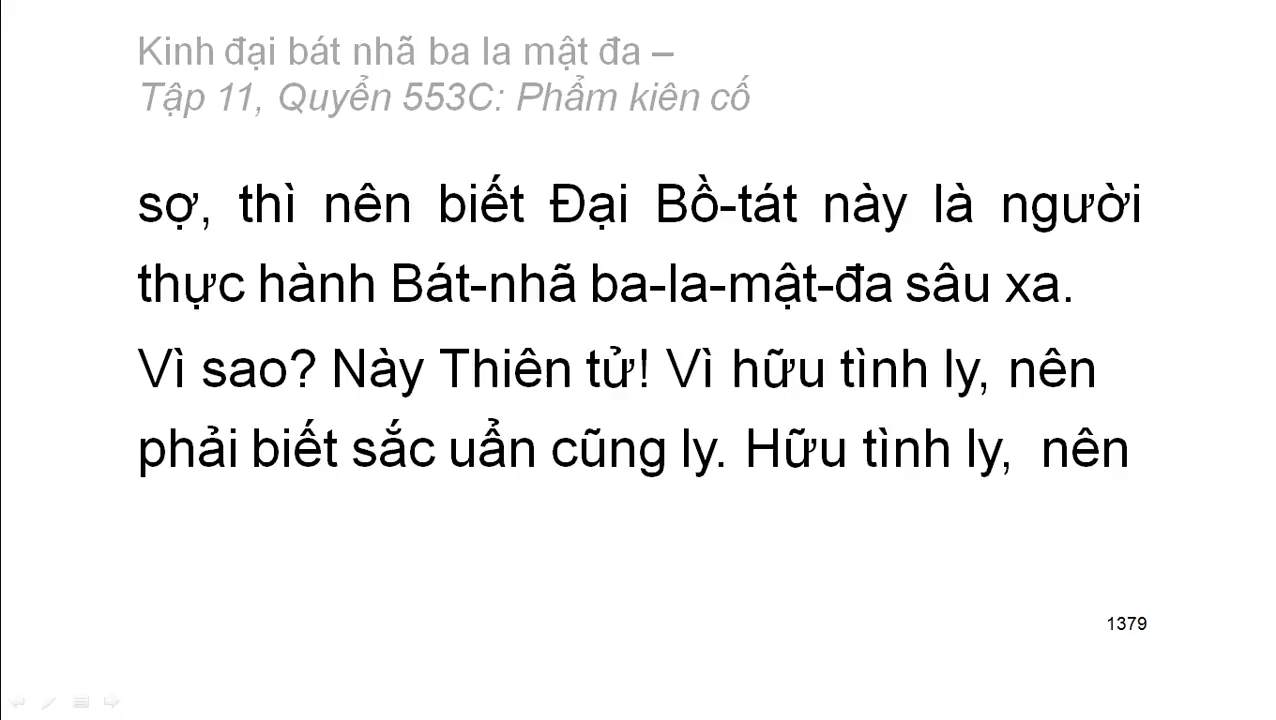 Kinh đại bát nhã ba la mật đa –
Tập 11, Quyển 553C: Phẩm kiên cố
sợ, thì nên biết Đại Bồ-tát này là người
thực hành Bát-nhã ba-la-mật-đa sâu xa.
Vì sao? Này Thiên tử! Vì hữu tình ly, nên
phải biết sắc uẩn cũng ly. Hữu tình ly, nên
1379